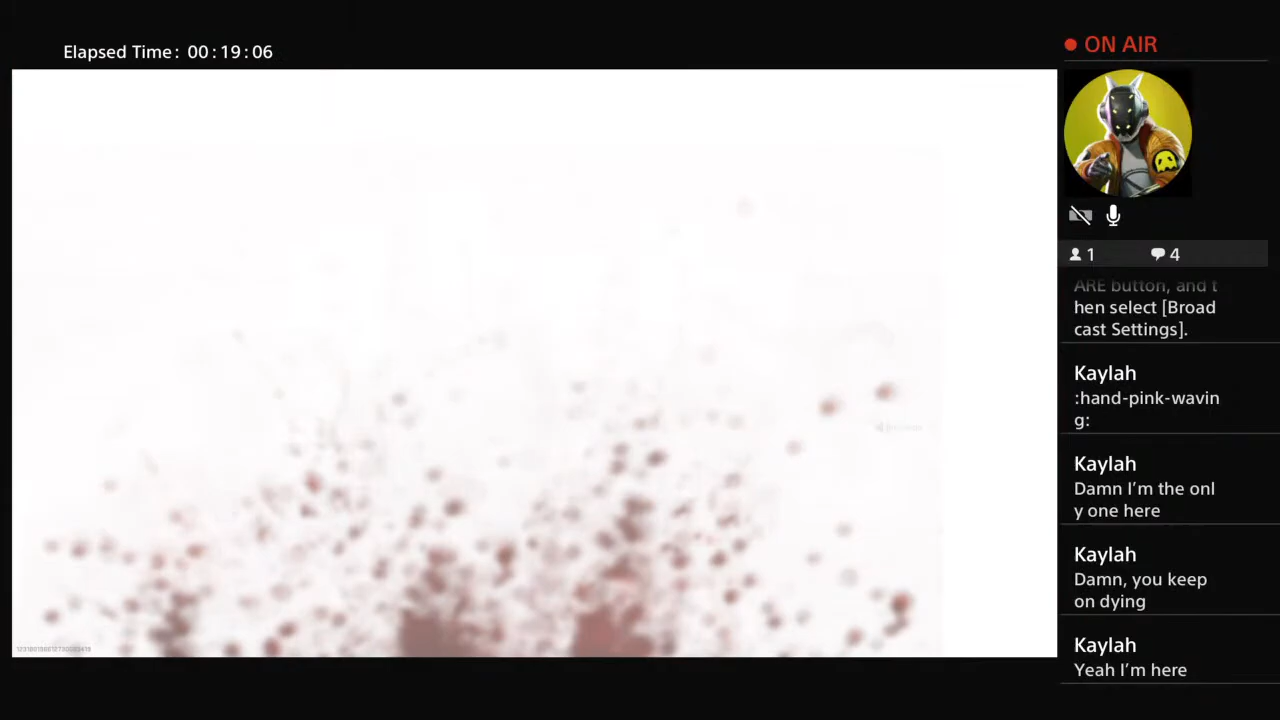 Elapsed Time: 00:19:06
ON AIR
1
4
ARE button, and t
hen select [Broad
cast Settings].
Kaylah
:hand-pink-wavin
g:
Kaylah
Damn I’m the onl
y one here
Kaylah
Damn, you keep
on dying
Kaylah
Yeah I’m here